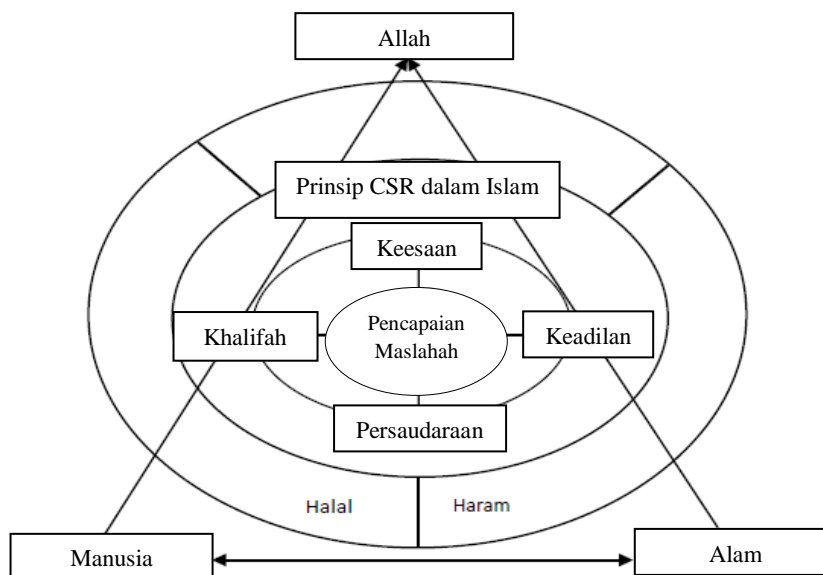 Allah
Prinsip CSR dalam Islam
Keesaan
Khalifah
Pencapaian
Maslahah
Keadilan
Persaudaraan
Halal
Haram
Manusia
Alam